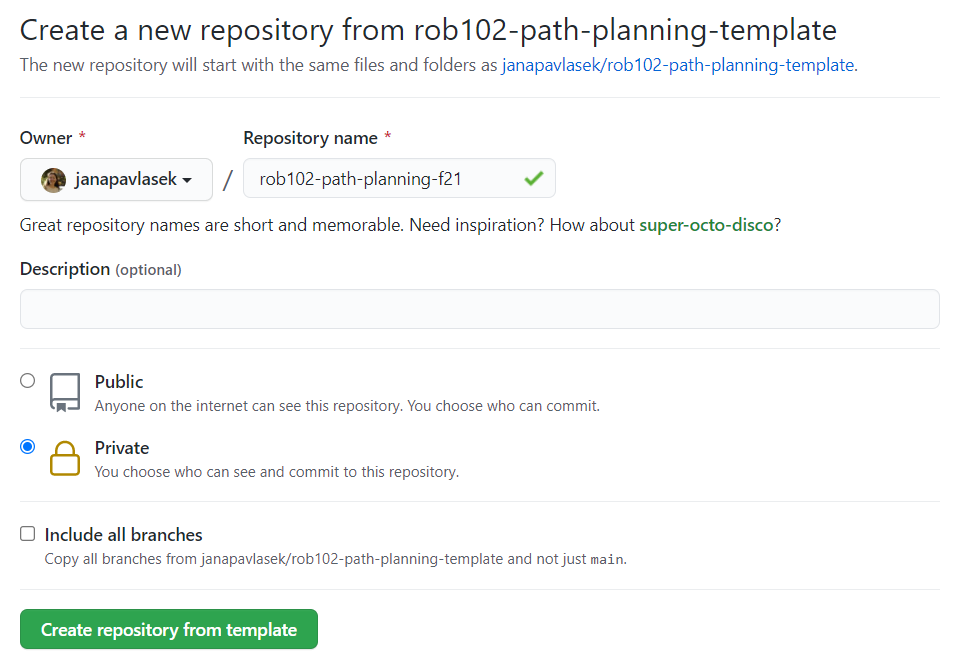 Create a new repository from rob102-path-planning-template
The new repository will start with the same files and folders as janapavlasek/rob102-path-planning-template.
Owner * Repository name *
janapavlasek / rob102-path-planning-f21
Great repository names are short and memorable. Need inspiration? How about super-octo-disco?
Description (optional)
Public
Anyone on the internet can see this repository. You choose who can commit.
Private
You choose who can see and commit to this repository.
Include all branches
Copy all branches from janapavlasek/rob102-path-planning-template and not just main.
Create repository from template